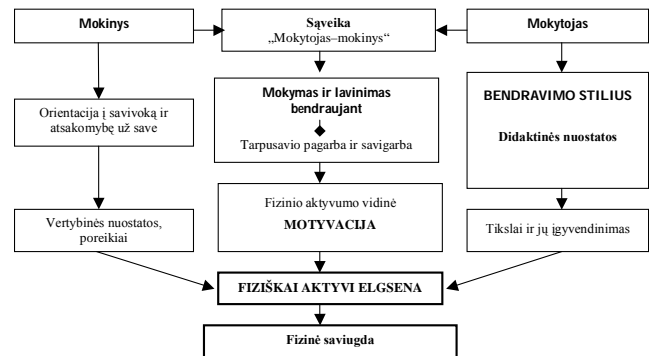 Mokinys
Sąveika
„Mokytojas–mokinys“
Mokytojas
Orientacija į savivoką ir
atsakomybę už save
Mokymas ir lavinimas
bendraujant
Tarpusavio pagarba ir savigarba
BENDRAVIMO STILIUS
Didaktinės nuostatos
Vertybinės nuostatos,
poreikiai
Fizinio aktyvumo vidinė
MOTYVACIJA
Tikslai ir jų įgyvendinimas
FIZIŠKAI AKTYVI ELGSENA
Fizinė saviugda